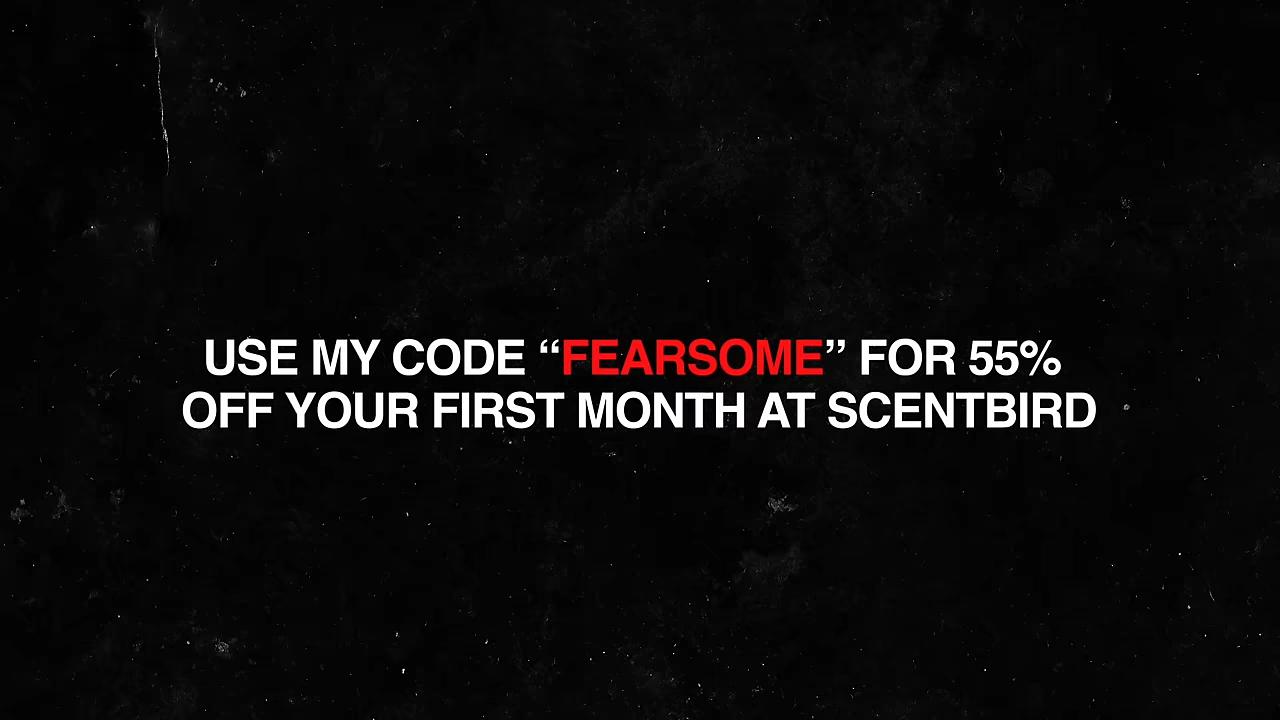 USE MY CODE “FEARSOME” FOR 55%
OFF YOUR FIRST MONTH AT SCENTBIRD